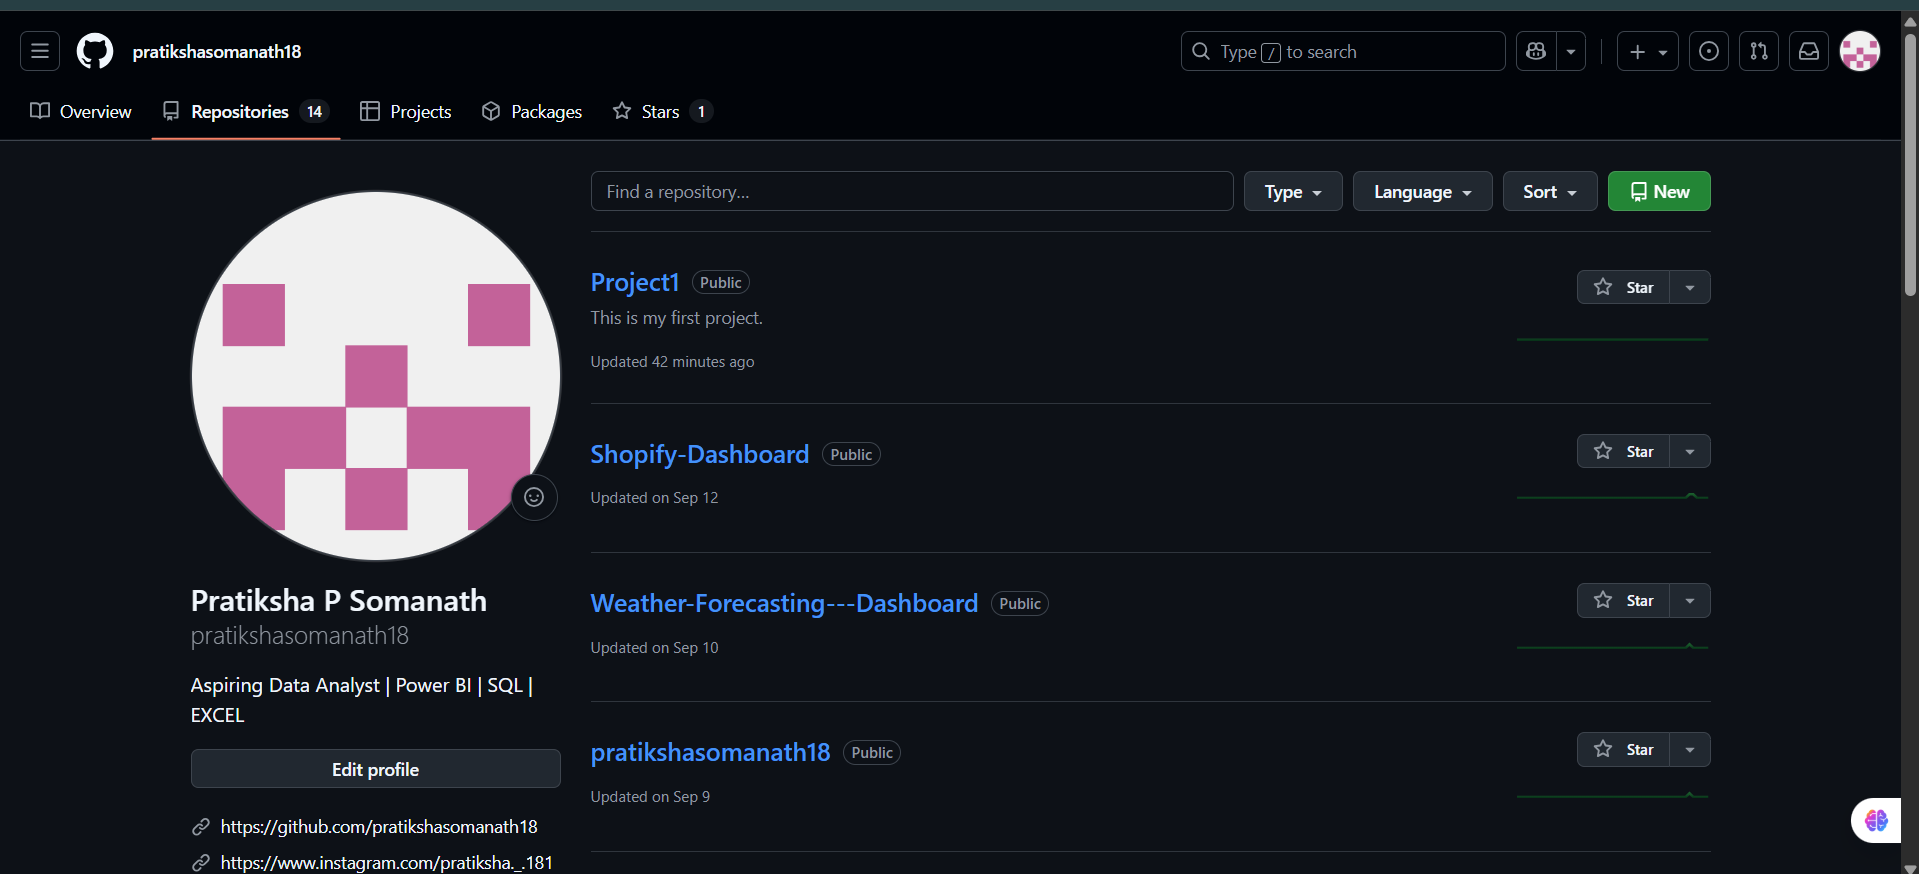 pratikshasomanath18
Type / to search
Overview
Repositories 14
Projects
Packages
Stars 1
Find a repository...
Type
Language
Sort
New
Project1 Public
Star
This is my first project.
Updated 42 minutes ago
Shopify-Dashboard Public
Star
Updated on Sep 12
Weather-Forecasting---Dashboard Public
Star
Updated on Sep 10
pratikshasomanath18 Public
Star
Updated on Sep 9
Pratiksha P Somanath
pratikshasomanath18
Aspiring Data Analyst | Power BI | SQL |
EXCEL
Edit profile
https://github.com/pratikshasomanath18
https://www.instagram.com/pratiksha._.181